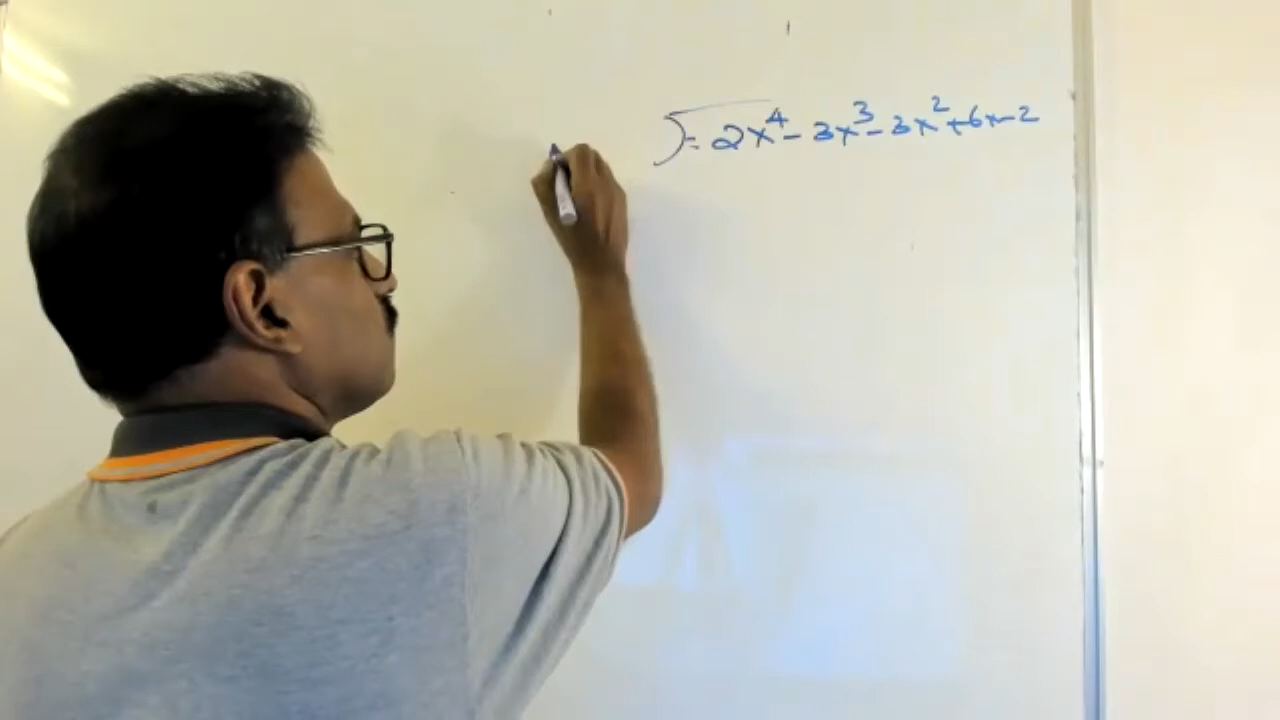 )= 2x⁴- 3x³- 3x²+6x-2